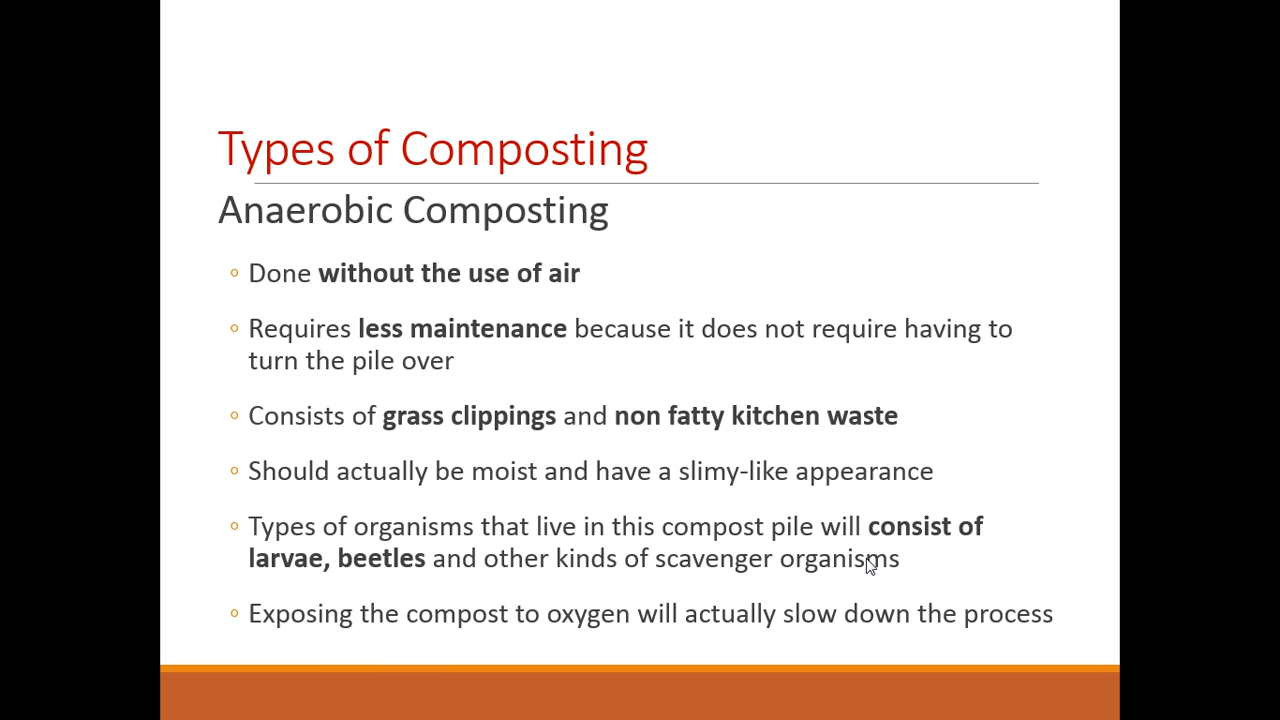 Types of Composting
Anaerobic Composting
◦ Done without the use of air
◦ Requires less maintenance because it does not require having to
turn the pile over
◦ Consists of grass clippings and non fatty kitchen waste
◦ Should actually be moist and have a slimy-like appearance
◦ Types of organisms that live in this compost pile will consist of
larvae, beetles and other kinds of scavenger organisms
◦ Exposing the compost to oxygen will actually slow down the process